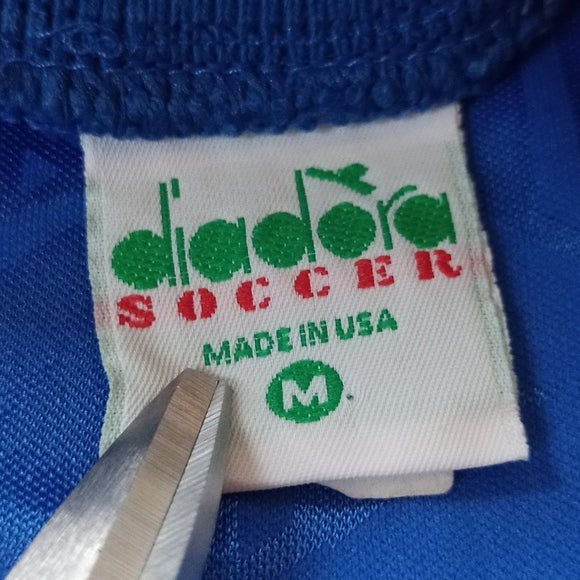 diadora
SOCCER
MADE IN USA
M